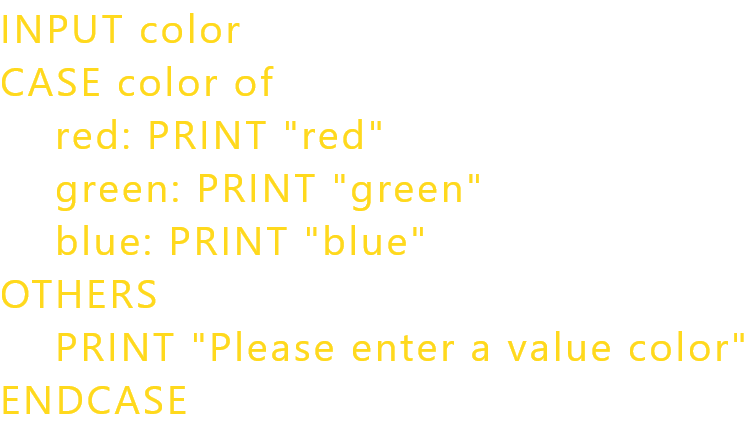 INPUT color
CASE color of
red: PRINT "red"
green: PRINT "green"
blue: PRINT "blue"
OTHERS
PRINT "Please enter a value color"
ENDCASE